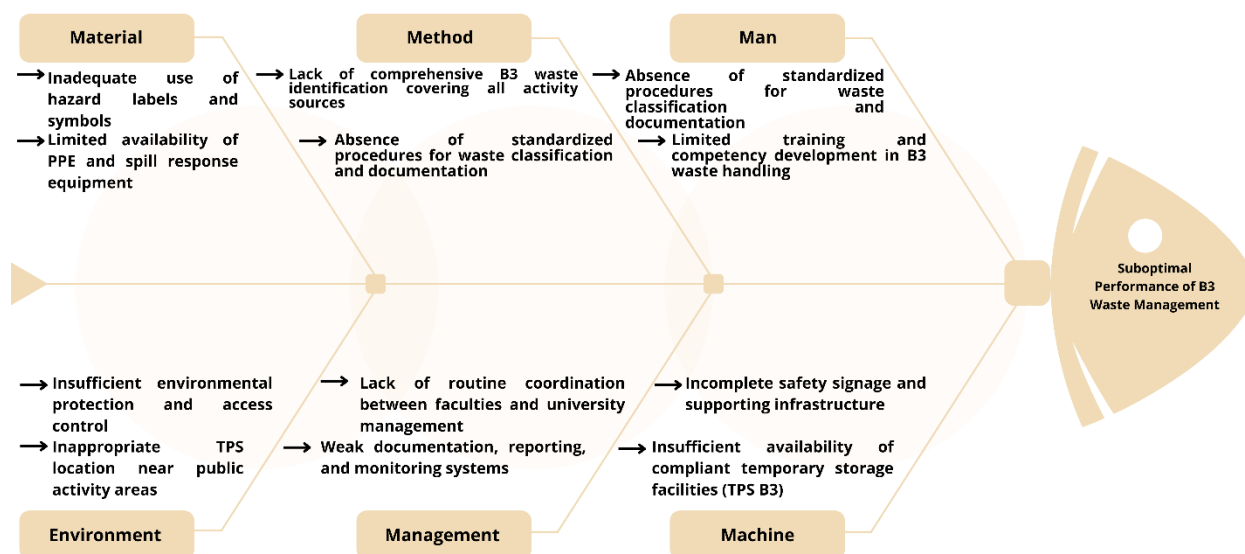 Material
Inadequate use of
hazard labels and
symbols
Limited availability of
PPE and spill response
equipment
Method
Lack of comprehensive B3 waste
identification covering all activity
sources
Absence of standardized
procedures for waste classification
and documentation
Man
Absence of standardized
procedures for waste
classification and
documentation
Limited training and
competency development in B3
waste handling
Suboptimal
Performance of B3
Waste Management
Insufficient environmental
protection and access
control
Inappropriate TPS
location near public
activity areas
Environment
Lack of routine coordination
between faculties and university
management
Weak documentation, reporting,
and monitoring systems
Management
Incomplete safety signage and
supporting infrastructure
Insufficient availability of
compliant temporary storage
facilities (TPS B3)
Machine